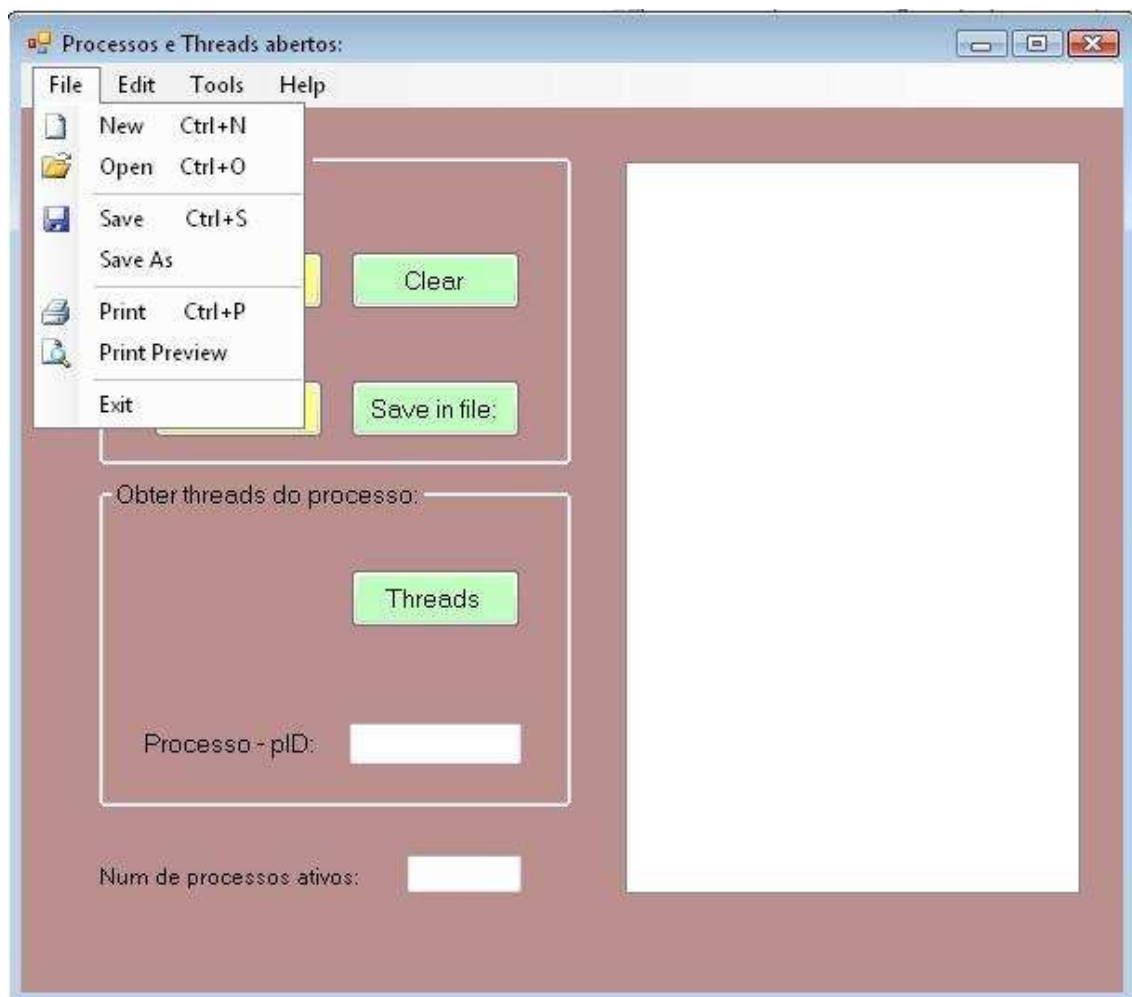 Processos e Threads abertos:
File Edit Tools Help
New Ctrl+N
Open Ctrl+O
Save Ctrl+S
Save As
Print Ctrl+P
Print Preview
Exit
Clear
Save in file:
Obter threads do processo:
Threads
Processo - pID:
Num de processos ativos: